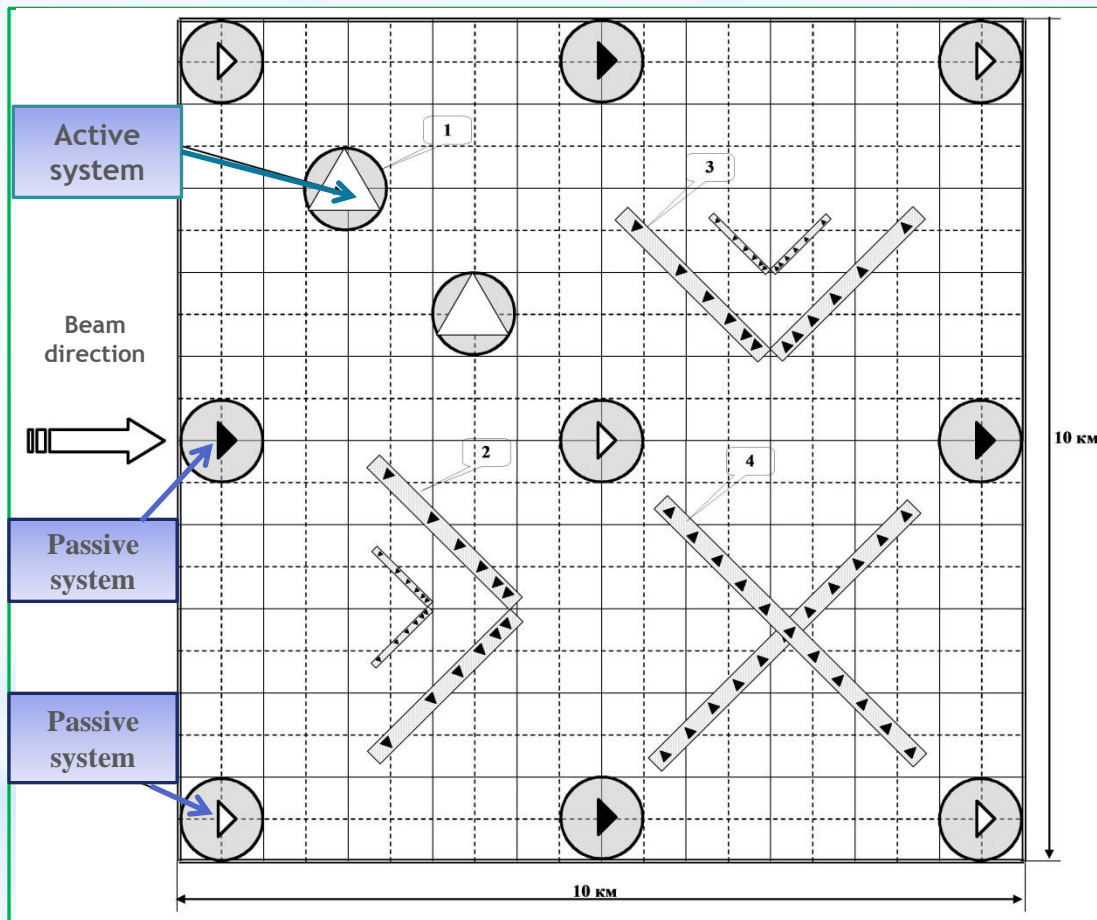 Active
system
1
3
Beam
direction
2
4
10 км
Passive
system
Passive
system
10 км